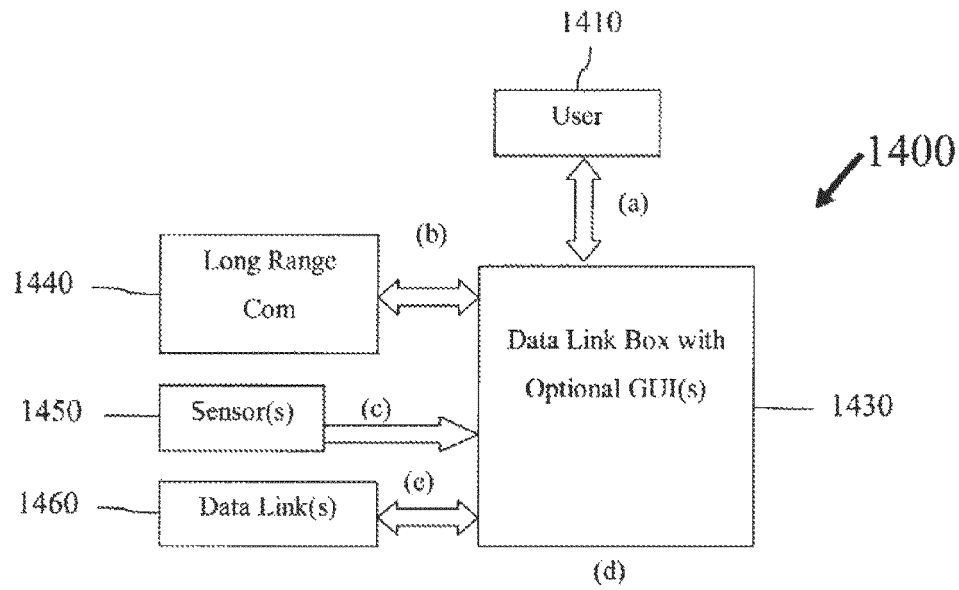 1410
User
1400
(a)
(b)
Long Range
Com
1440
Data Link Box with
Optional GUI(s)
1450
Sensor(s)
(c)
1430
1460
Data Link(s)
(e)
(d)